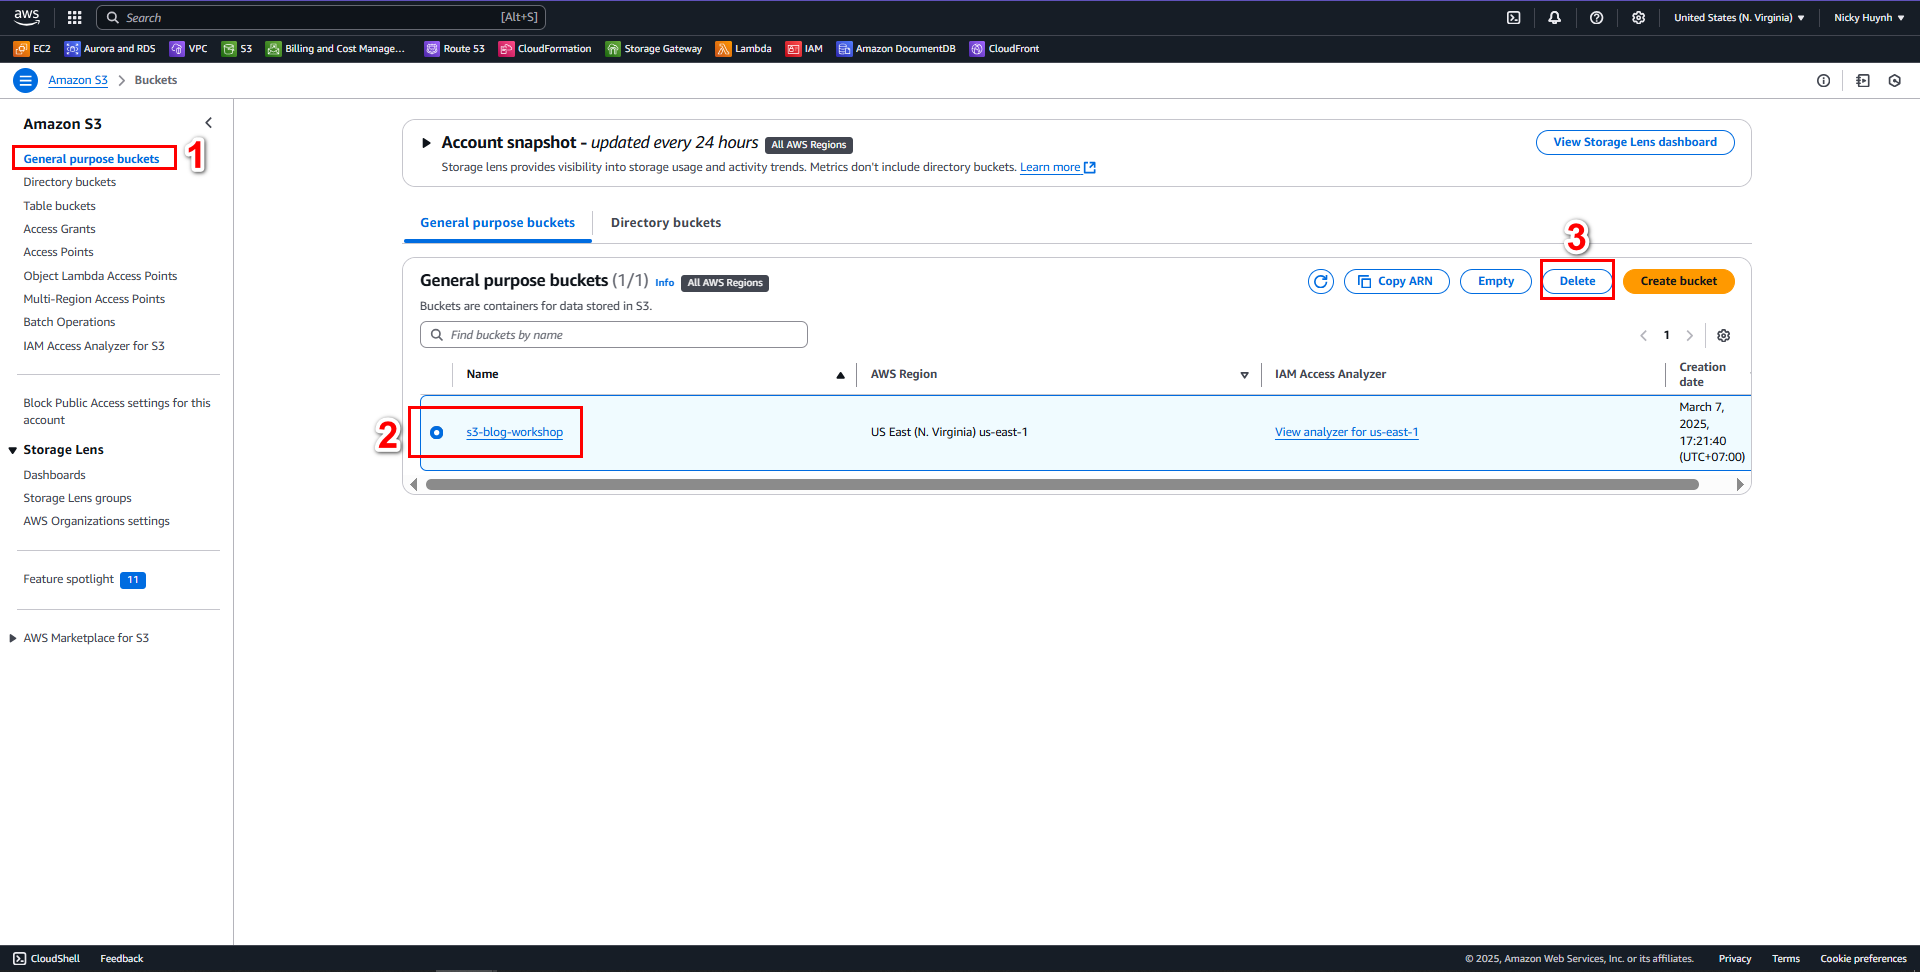 aws
Search
[Alt+S]
United States (N. Virginia)
Nicky Huynh
EC2
Aurora and RDS
VPC
S3
Billing and Cost Manage...
Route 53
CloudFormation
Storage Gateway
Lambda
IAM
Amazon DocumentDB
CloudFront
Amazon S3
Buckets
Amazon S3
General purpose buckets
1
Directory buckets
Table buckets
Access Grants
Access Points
Object Lambda Access Points
Multi-Region Access Points
Batch Operations
IAM Access Analyzer for S3
Block Public Access settings for this
account
Storage Lens
Dashboards
Storage Lens groups
AWS Organizations settings
Feature spotlight 11
AWS Marketplace for S3
Account snapshot - updated every 24 hours All AWS Regions
View Storage Lens dashboard
Storage lens provides visibility into storage usage and activity trends. Metrics don't include directory buckets. Learn more
General purpose buckets
Directory buckets
3
General purpose buckets (1/1) Info All AWS Regions
Copy ARN
Empty
Delete
Create bucket
Buckets are containers for data stored in S3.
Find buckets by name
1
Name
AWS Region
IAM Access Analyzer
Creation
date
2
s3-blog-workshop
US East (N. Virginia) us-east-1
View analyzer for us-east-1
March 7,
2025,
17:21:40
(UTC+07:00)
CloudShell
Feedback
© 2025, Amazon Web Services, Inc. or its affiliates.
Privacy
Terms
Cookie preferences